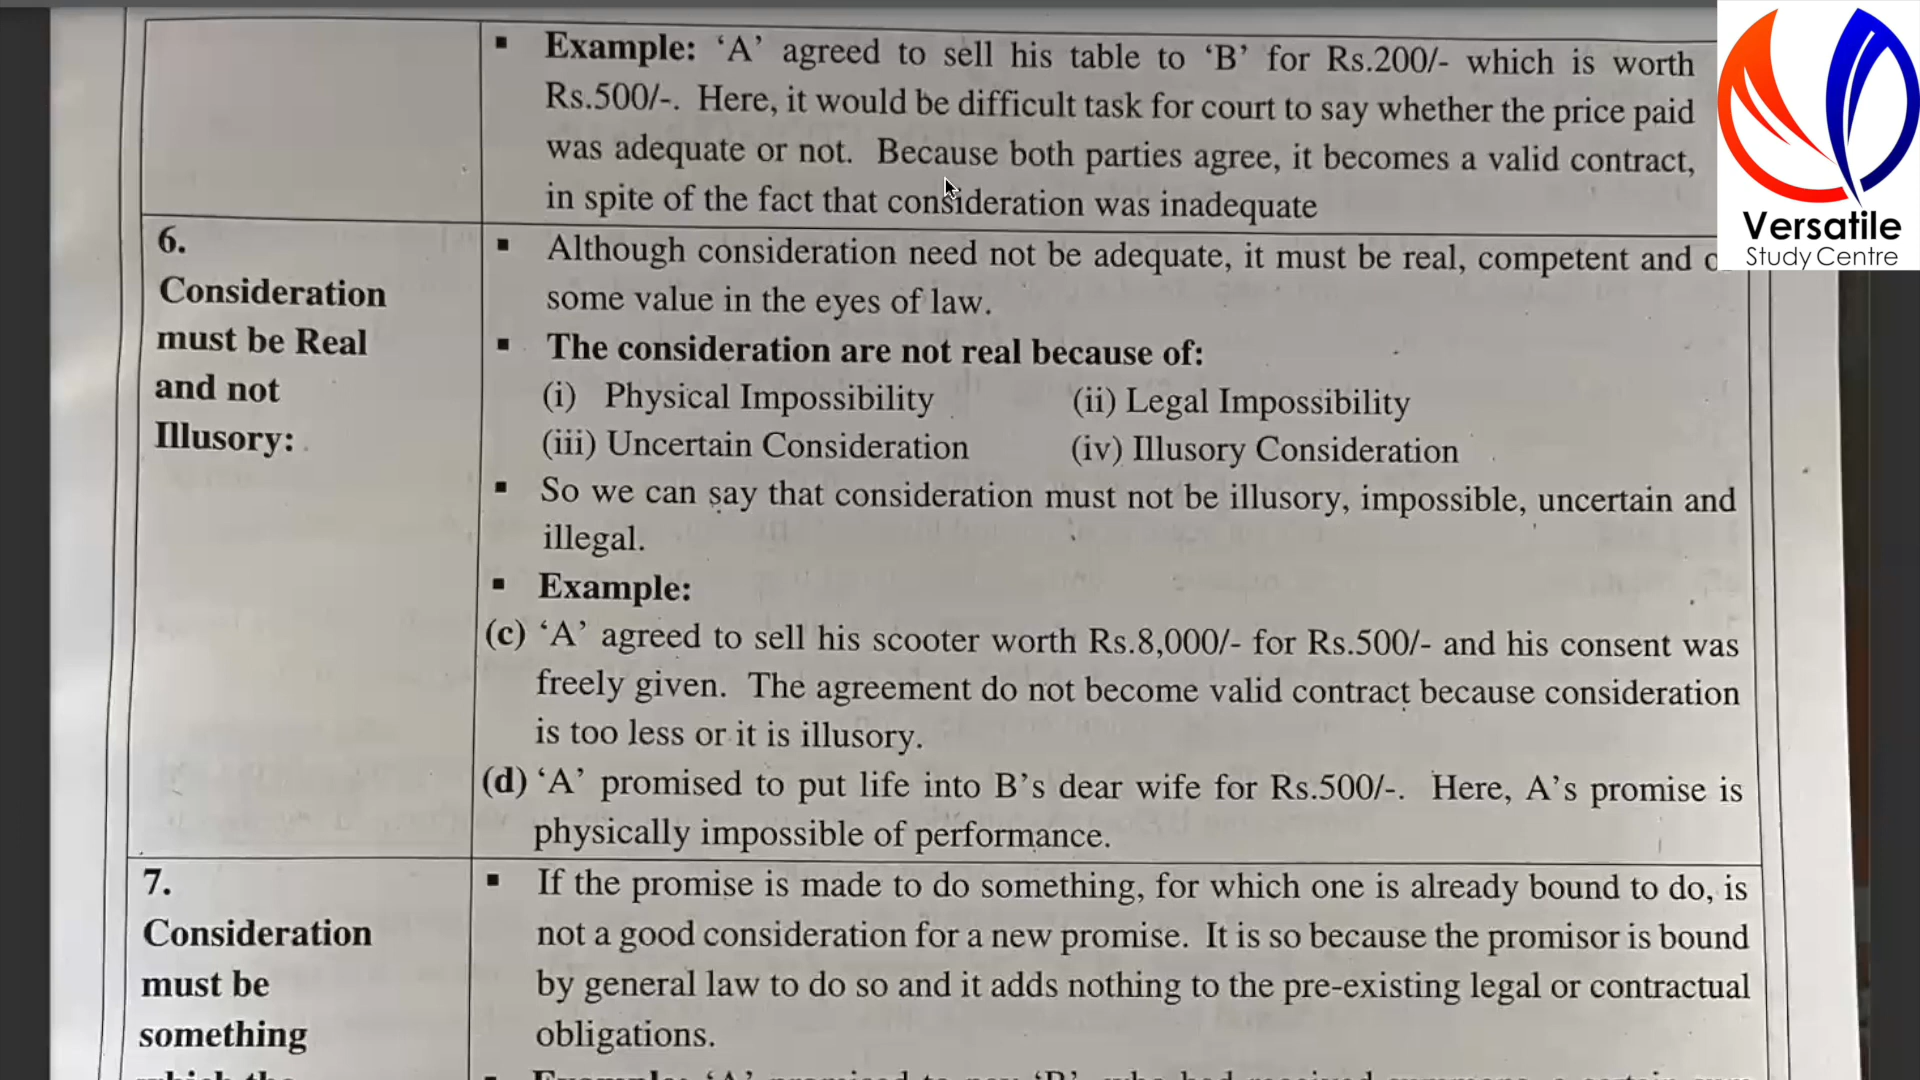 ▪ Example: ‘A’ agreed to sell his table to ‘B’ for Rs.200/- which is worth
Rs.500/-. Here, it would be difficult task for court to say whether the price paid
was adequate or not. Because both parties agree, it becomes a valid contract,
in spite of the fact that consideration was inadequate
6.
Consideration
must be Real
and not
Illusory:
▪ Although consideration need not be adequate, it must be real, competent and
some value in the eyes of law.
▪ The consideration are not real because of:
(i) Physical Impossibility (ii) Legal Impossibility
(iii) Uncertain Consideration (iv) Illusory Consideration
▪ So we can say that consideration must not be illusory, impossible, uncertain and
illegal.
▪ Example:
(c) ‘A’ agreed to sell his scooter worth Rs.8,000/- for Rs.500/- and his consent was
freely given. The agreement do not become valid contract because consideration
is too less or it is illusory.
(d) ‘A’ promised to put life into B’s dear wife for Rs.500/-. Here, A’s promise is
physically impossible of performance.
7.
Consideration
must be
something
▪ If the promise is made to do something, for which one is already bound to do, is
not a good consideration for a new promise. It is so because the promisor is bound
by general law to do so and it adds nothing to the pre-existing legal or contractual
obligations.
Versatile
Study Centre